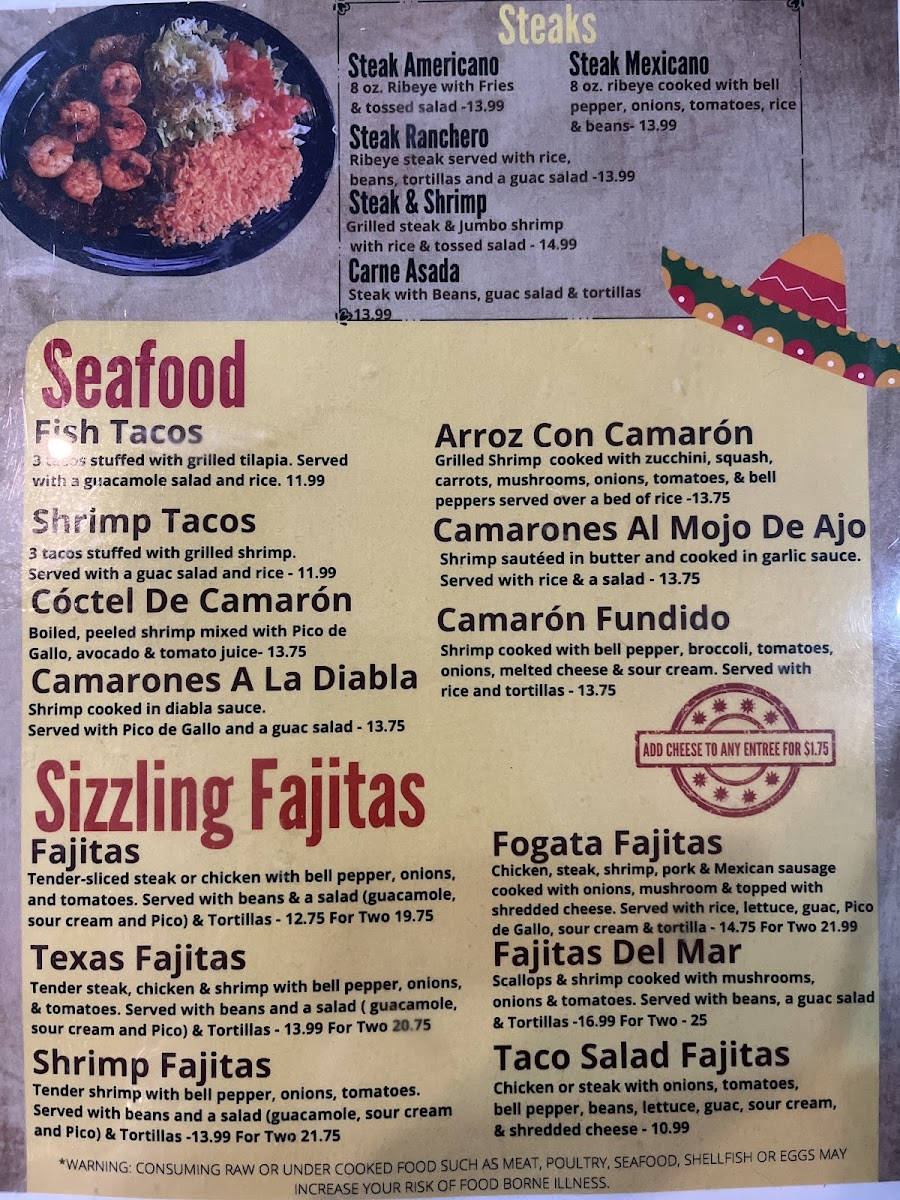 Steaks
Steak Americano
8 oz. Ribeye with Fries
& tossed salad -13.99
Steak Mexicano
8 oz. ribeye cooked with bell
pepper, onions, tomatoes, rice
& beans- 13.99
Steak Ranchero
Ribeye steak served with rice,
beans, tortillas and a guac salad -13.99
Steak & Shrimp
Grilled steak & Jumbo shrimp
with rice & tossed salad - 14.99
Carne Asada
Steak with Beans, guac salad & tortillas
-13.99
Seafood
Fish Tacos
3 tacos stuffed with grilled tilapia. Served
with a guacamole salad and rice. 11.99
Shrimp Tacos
3 tacos stuffed with grilled shrimp.
Served with a guac salad and rice - 11.99
Cóctel De Camarón
Boiled, peeled shrimp mixed with Pico de
Gallo, avocado & tomato juice- 13.75
Camarones A La Diabla
Shrimp cooked in diabla sauce.
Served with Pico de Gallo and a guac salad - 13.75
Arroz Con Camarón
Grilled Shrimp cooked with zucchini, squash,
carrots, mushrooms, onions, tomatoes, & bell
peppers served over a bed of rice -13.75
Camarones Al Mojo De Ajo
Shrimp sautéed in butter and cooked in garlic sauce.
Served with rice & a salad - 13.75
Camarón Fundido
Shrimp cooked with bell pepper, broccoli, tomatoes,
onions, melted cheese & sour cream. Served with
rice and tortillas - 13.75
ADD CHEESE TO ANY ENTREE FOR $1.75
Sizzling Fajitas
Fajitas
Tender-sliced steak or chicken with bell pepper, onions,
and tomatoes. Served with beans & a salad (guacamole,
sour cream and Pico) & Tortillas - 12.75 For Two 19.75
Texas Fajitas
Tender steak, chicken & shrimp with bell pepper, onions,
& tomatoes. Served with beans and a salad ( guacamole,
sour cream and Pico) & Tortillas - 13.99 For Two 20.75
Shrimp Fajitas
Tender shrimp with bell pepper, onions, tomatoes.
Served with beans and a salad (guacamole, sour cream
and Pico) & Tortillas -13.99 For Two 21.75
Fogata Fajitas
Chicken, steak, shrimp, pork & Mexican sausage
cooked with onions, mushroom & topped with
shredded cheese. Served with rice, lettuce, guac, Pico
de Gallo, sour cream & tortilla - 14.75 For Two 21.99
Fajitas Del Mar
Scallops & shrimp cooked with mushrooms,
onions & tomatoes. Served with beans, a guac salad
& Tortillas -16.99 For Two - 25
Taco Salad Fajitas
Chicken or steak with onions, tomatoes,
bell pepper, beans, lettuce, guac, sour cream,
& shredded cheese - 10.99
*WARNING: CONSUMING RAW OR UNDER COOKED FOOD SUCH AS MEAT, POULTRY, SEAFOOD, SHELLFISH OR EGGS MAY
INCREASE YOUR RISK OF FOOD BORNE ILLNESS.